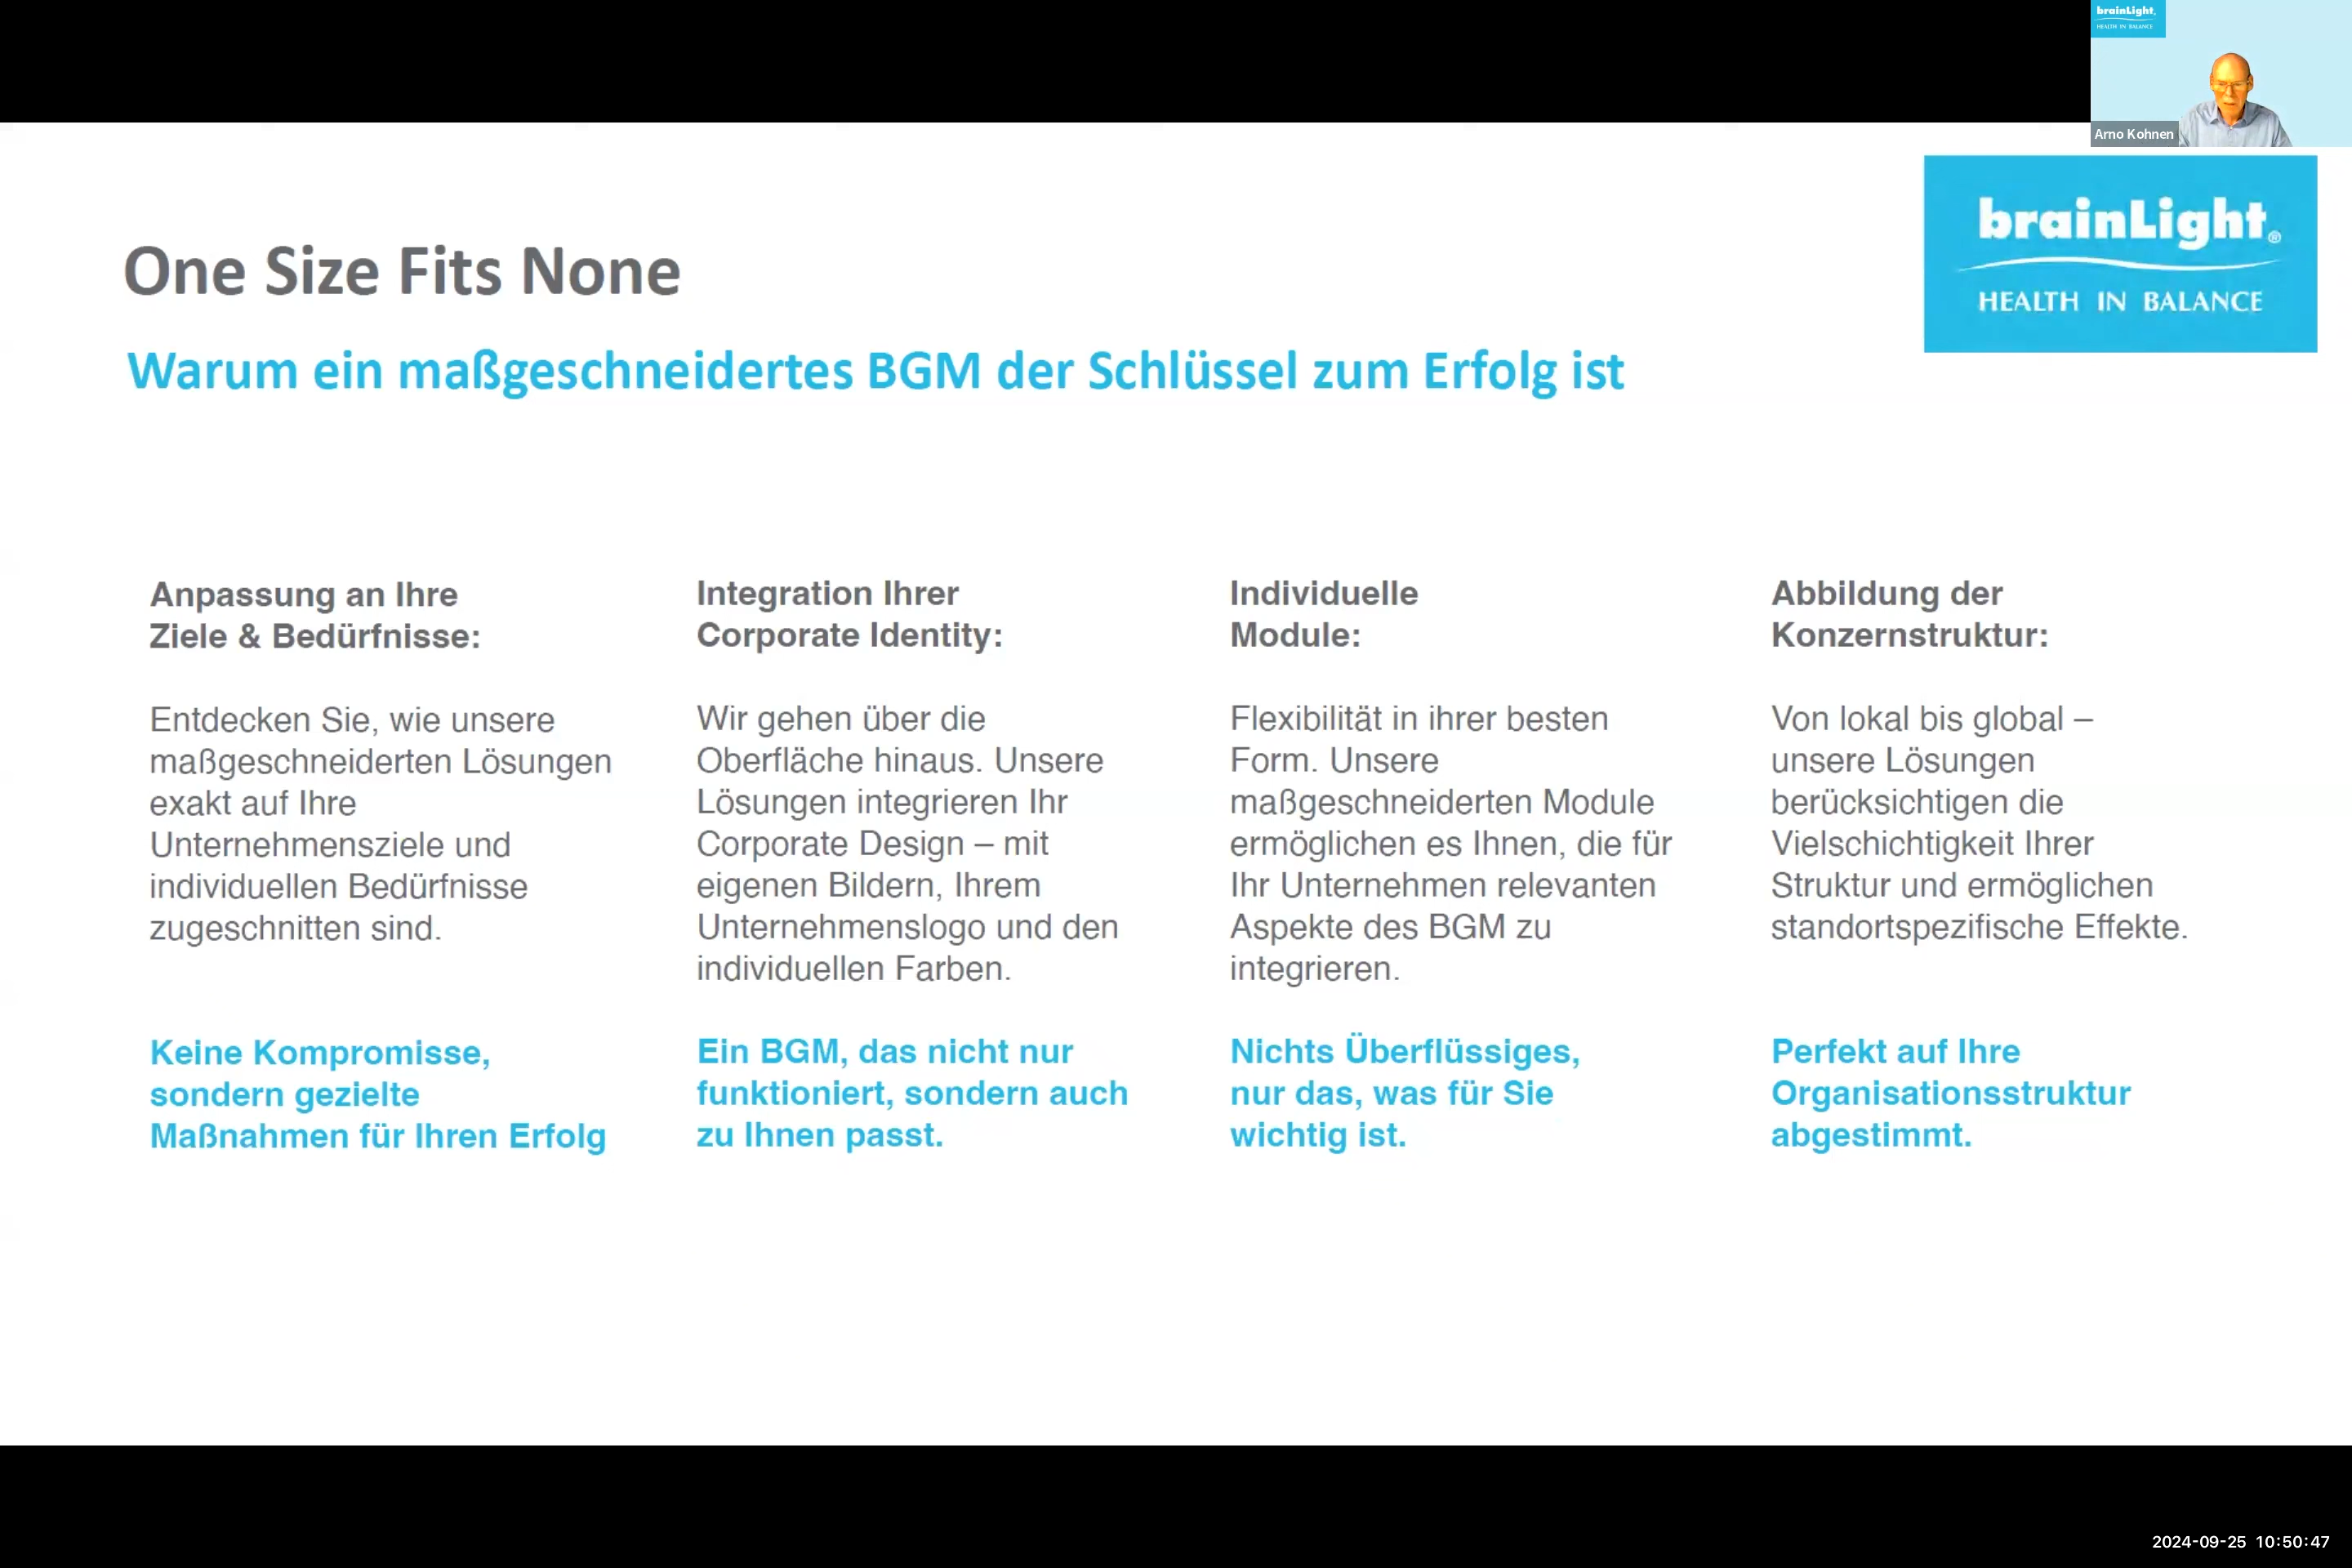 brainLight
HEALTH IN BALANCE
Arno Kohnen
brainLight®
HEALTH IN BALANCE
One Size Fits None
Warum ein maßgeschneidertes BGM der Schlüssel zum Erfolg ist
Anpassung an Ihre
Ziele & Bedürfnisse:
Entdecken Sie, wie unsere
maßgeschneiderten Lösungen
exakt auf Ihre
Unternehmensziele und
individuellen Bedürfnisse
zugeschnitten sind.
Keine Kompromisse,
sondern gezielte
Maßnahmen für Ihren Erfolg
Integration Ihrer
Corporate Identity:
Wir gehen über die
Oberfläche hinaus. Unsere
Lösungen integrieren Ihr
Corporate Design – mit
eigenen Bildern, Ihrem
Unternehmenslogo und den
individuellen Farben.
Ein BGM, das nicht nur
funktioniert, sondern auch
zu Ihnen passt.
Individuelle
Module:
Flexibilität in ihrer besten
Form. Unsere
maßgeschneiderten Module
ermöglichen es Ihnen, die für
Ihr Unternehmen relevanten
Aspekte des BGM zu
integrieren.
Nichts Überflüssiges,
nur das, was für Sie
wichtig ist.
Abbildung der
Konzernstruktur:
Von lokal bis global –
unsere Lösungen
berücksichtigen die
Vielschichtigkeit Ihrer
Struktur und ermöglichen
standortspezifische Effekte.
Perfekt auf Ihre
Organisationsstruktur
abgestimmt.
2024-09-25 10:50:47